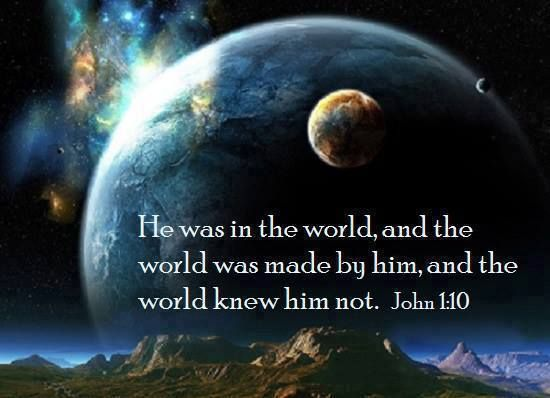 He was in the world, and the
world was made by him, and the
world knew him not. John 1:10